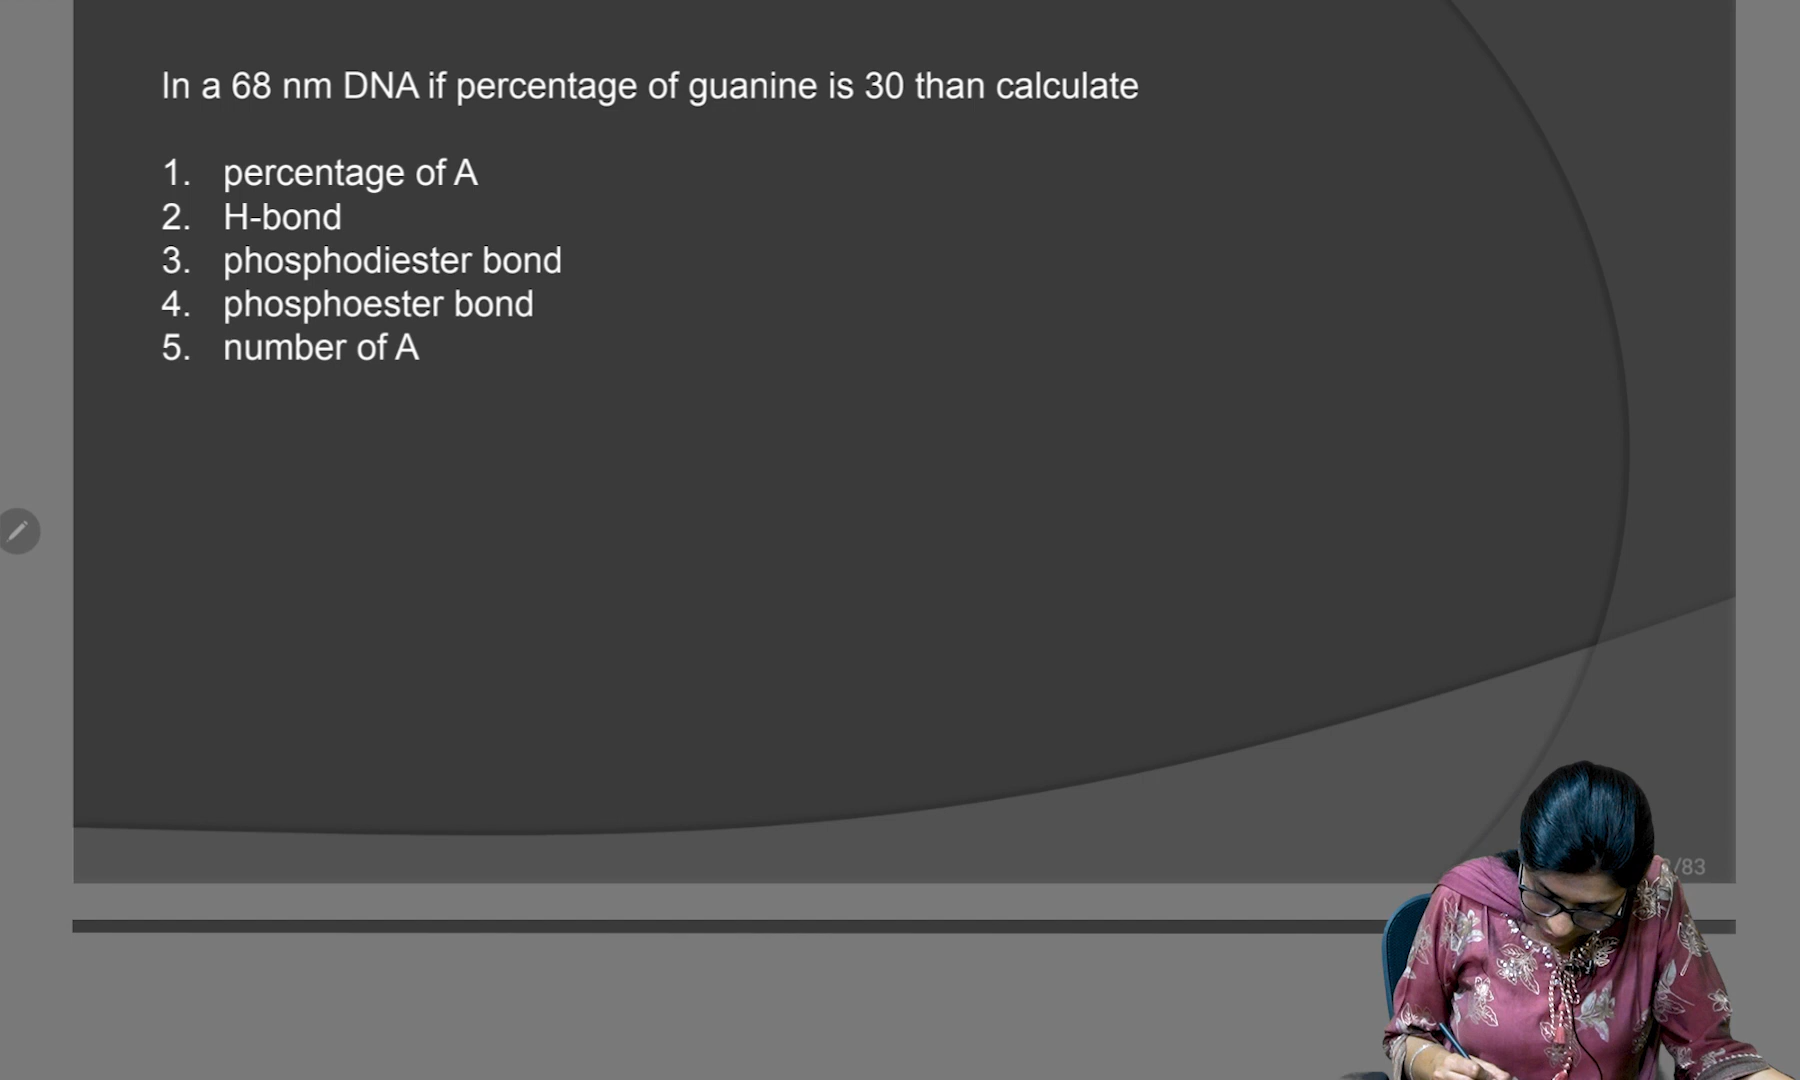 In a 68 nm DNA if percentage of guanine is 30 than calculate
1. percentage of A
2. H-bond
3. phosphodiester bond
4. phosphoester bond
5. number of A
/83